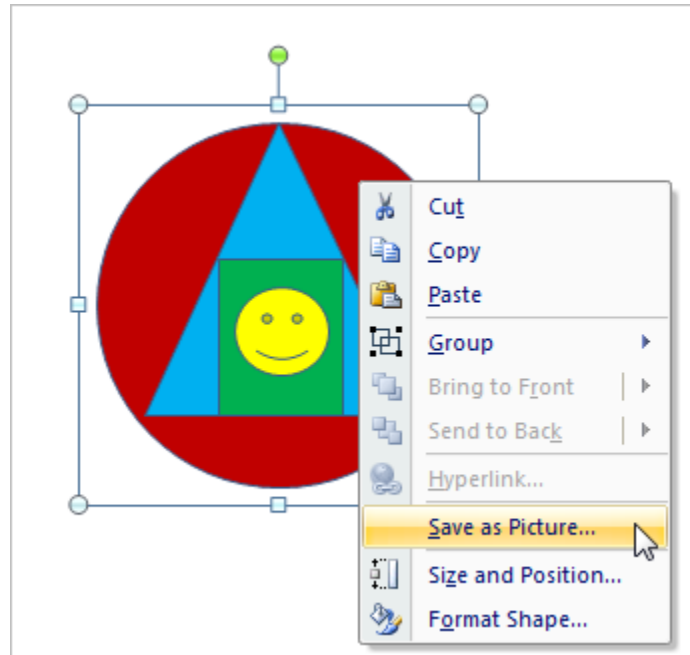 Cut
Copy
Paste
Group
Bring to Front
Send to Back
Hyperlink...
Save as Picture...
Size and Position...
Format Shape...